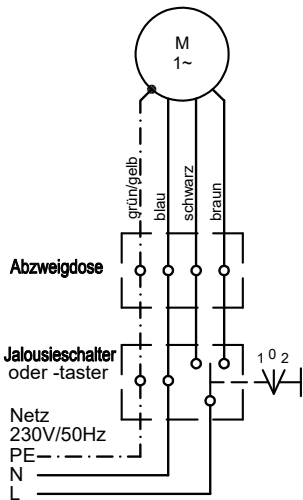 M
1~
grün/gelb
blau
schwarz
braun
Abzweigdose
Jalousieschalter
oder -taster
1 0 2
Netz
230V/50Hz
PE
N
L